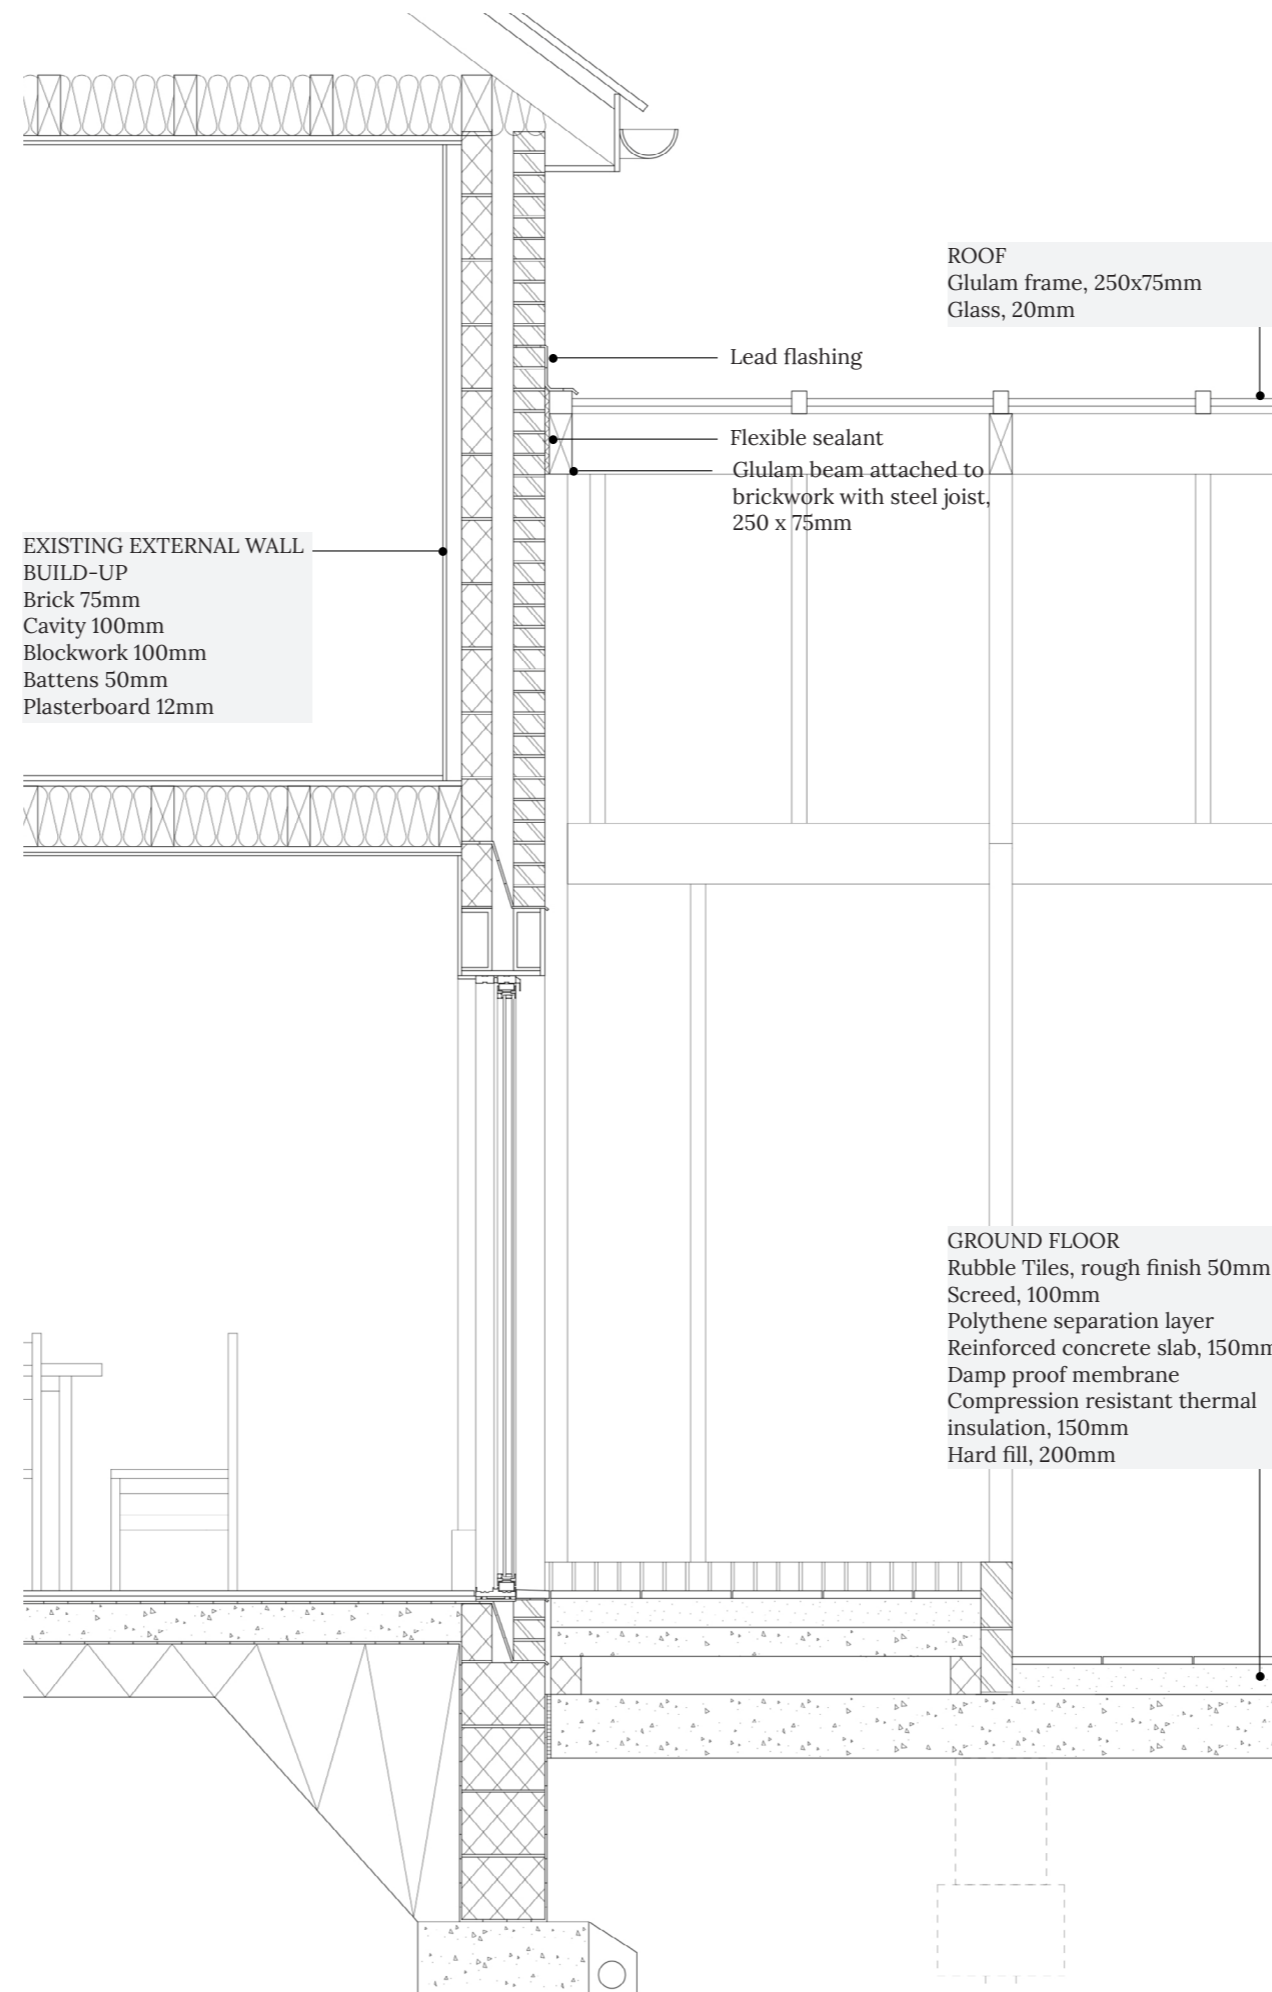 ROOF
Glulam frame, 250x75mm
Glass, 20mm
Lead flashing
Flexible sealant
Glulam beam attached to
brickwork with steel joist,
250 x 75mm
EXISTING EXTERNAL WALL
BUILD-UP
Brick 75mm
Cavity 100mm
Blockwork 100mm
Battens 50mm
Plasterboard 12mm
GROUND FLOOR
Rubble Tiles, rough finish 50mm
Screed, 100mm
Polythene separation layer
Reinforced concrete slab, 150mm
Damp proof membrane
Compression resistant thermal
insulation, 150mm
Hard fill, 200mm